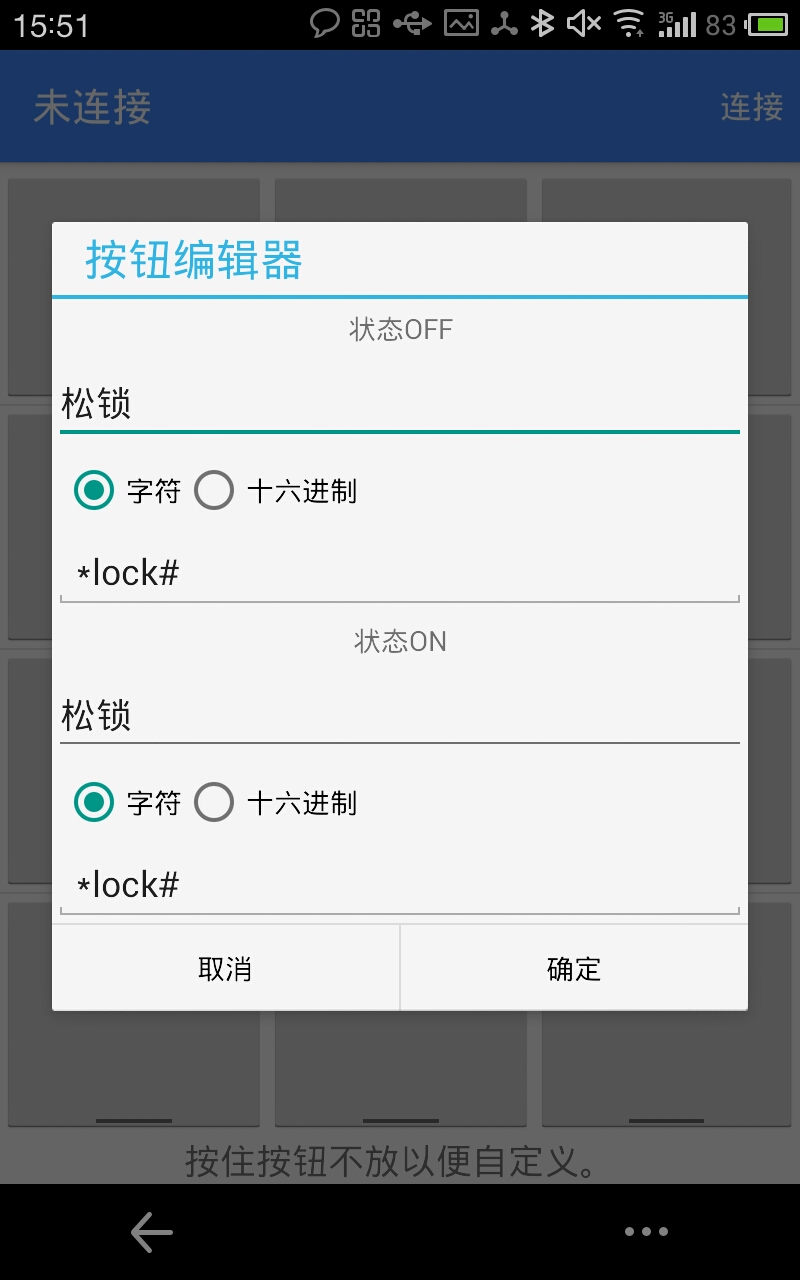 15:51 3G 83
未连接 连接
按钮编辑器
状态OFF
松锁
字符 十六进制
*lock#
状态ON
松锁
字符 十六进制
*lock#
取消 确定
按住按钮不放以便自定义。